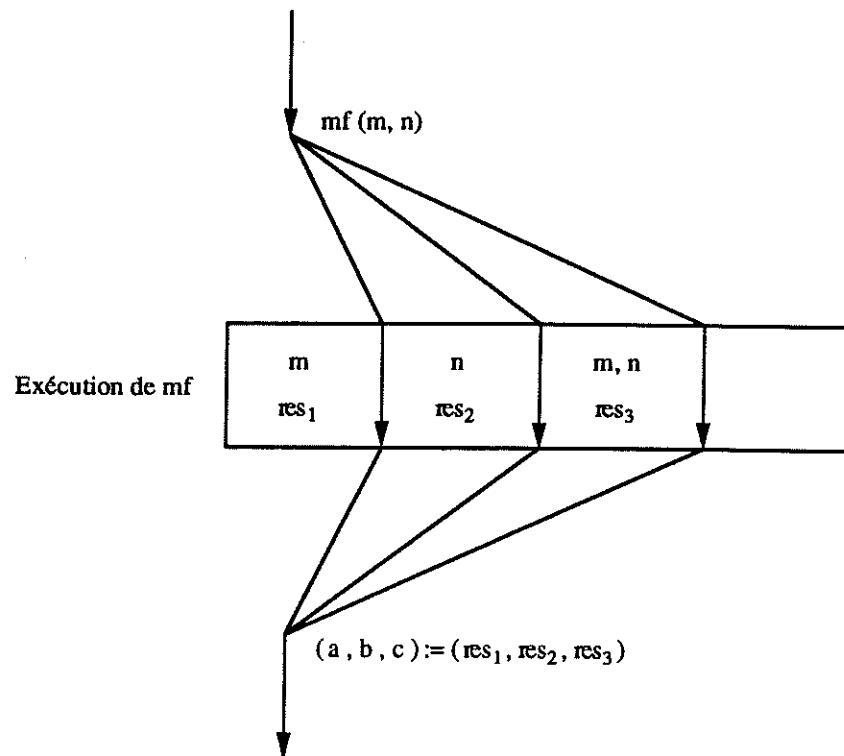 mf (m, n)
m n m, n
Exécution de mf
res₁ res₂ res₃
(a, b, c) := (res₁, res₂, res₃)